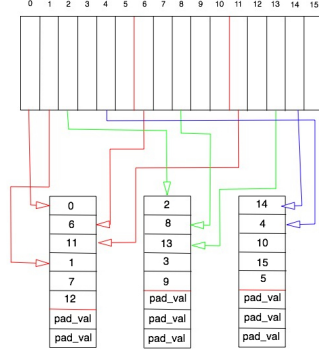 0 1 2 3 4 5 6 7 8 9 10 11 12 13 14 15
0 2 14
6 8 4
11 13 10
1 3 15
7 9 5
12 pad_val pad_val
pad_val pad_val pad_val
pad_val pad_val pad_val